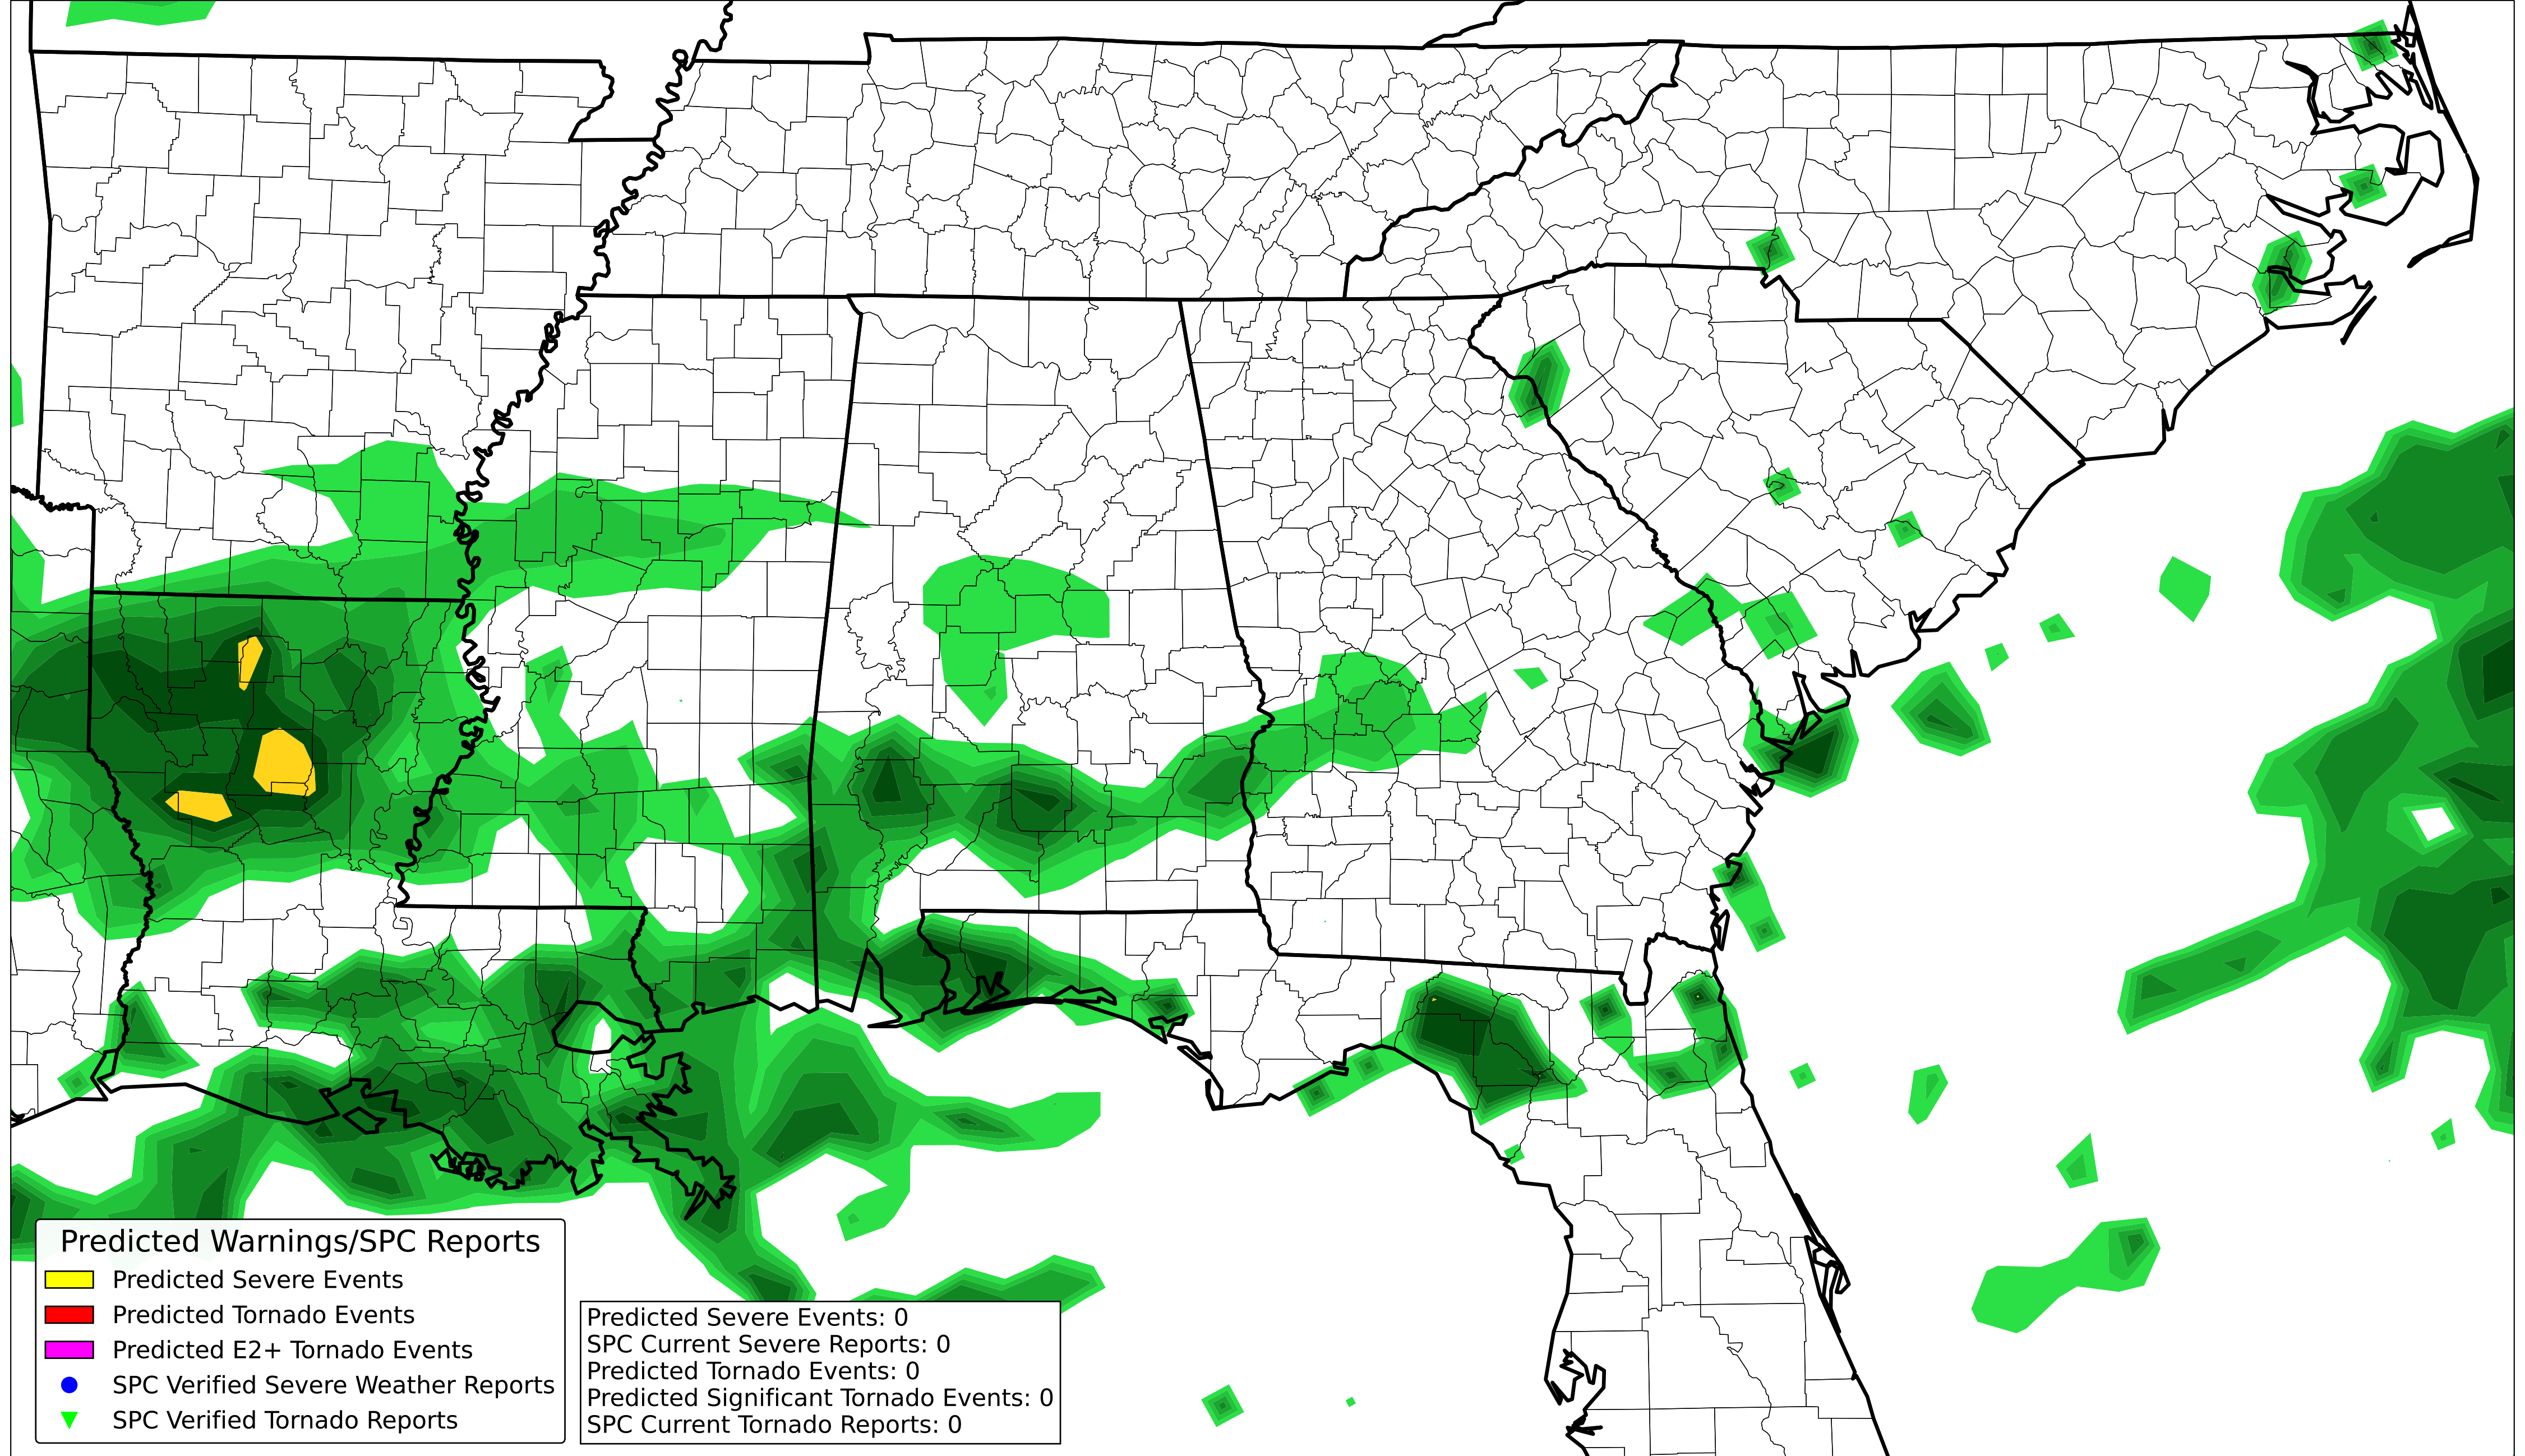 Predicted Warnings/SPC Reports
Predicted Severe Events
Predicted Tornado Events
Predicted E2+ Tornado Events
SPC Verified Severe Weather Reports
SPC Verified Tornado Reports
Predicted Severe Events: 0
SPC Current Severe Reports: 0
Predicted Tornado Events: 0
Predicted Significant Tornado Events: 0
SPC Current Tornado Reports: 0